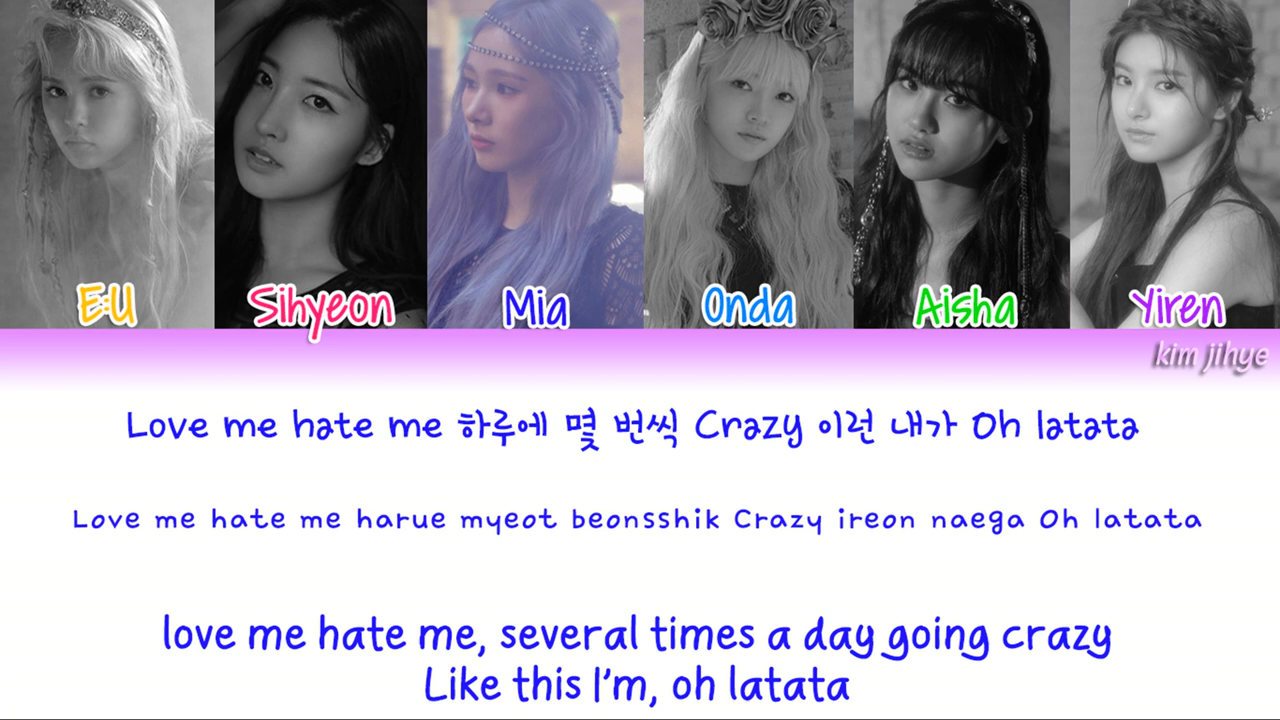 E:U
Sihyeon
Mia
Onda
Aisha
Yiren
kim jihye
Love me hate me 하루에 몇 번씩 Crazy 이런 내가 Oh latata
Love me hate me harue myeot beonsshik Crazy ireon naega Oh latata
love me hate me, several times a day going crazy
Like this I'm, oh latata